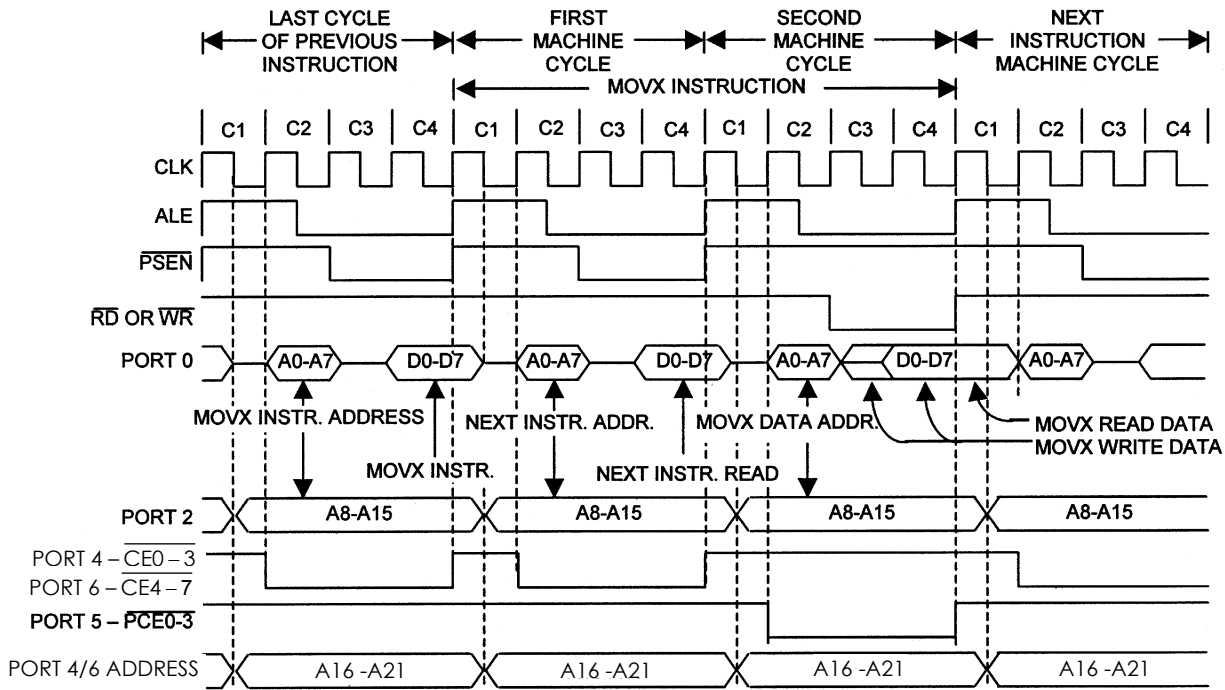 LAST CYCLE
OF PREVIOUS
INSTRUCTION
FIRST
MACHINE
CYCLE
SECOND
MACHINE
CYCLE
NEXT
INSTRUCTION
MACHINE CYCLE
MOVX INSTRUCTION
C1 C2 C3 C4 C1 C2 C3 C4 C1 C2 C3 C4 C1 C2 C3 C4
CLK
ALE
PSEN
RD OR WR
PORT 0 A0-A7 D0-D7 A0-A7 D0-D7 A0-A7 D0-D7 A0-A7
MOVX INSTR. ADDRESS NEXT INSTR. ADDR. MOVX DATA ADDR. MOVX READ DATA
MOVX WRITE DATA
MOVX INSTR. NEXT INSTR. READ
PORT 2 A8-A15 A8-A15 A8-A15 A8-A15
PORT 4 – CE0 – 3
PORT 6 – CE4 – 7
PORT 5 - PCE0-3
PORT 4/6 ADDRESS A16 -A21 A16 -A21 A16 -A21 A16 -A21